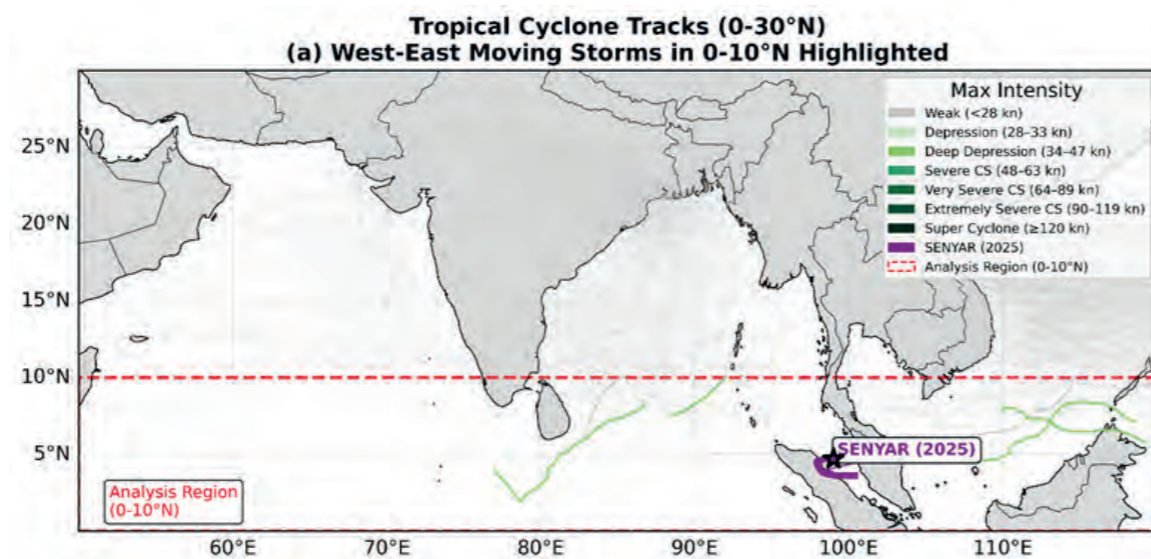 Tropical Cyclone Tracks (0-30°N)
(a) West-East Moving Storms in 0-10°N Highlighted
Max Intensity
Weak (<28 kn)
Depression (28–33 kn)
Deep Depression (34–47 kn)
Severe CS (48–63 kn)
Very Severe CS (64–89 kn)
Extremely Severe CS (90–119 kn)
Super Cyclone (≥120 kn)
SENYAR (2025)
Analysis Region (0-10°N)
25°N
20°N
15°N
10°N
5°N
SENYAR (2025)
Analysis Region
(0-10°N)
60°E 70°E 80°E 90°E 100°E 110°E